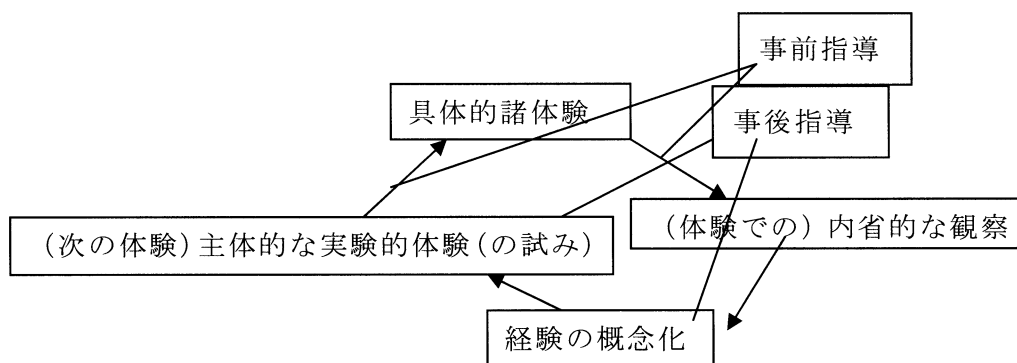 事前指導
具体的諸体験
事後指導
(体験での)内省的な観察
(次の体験)主体的な実験的体験(の試み)
経験の概念化